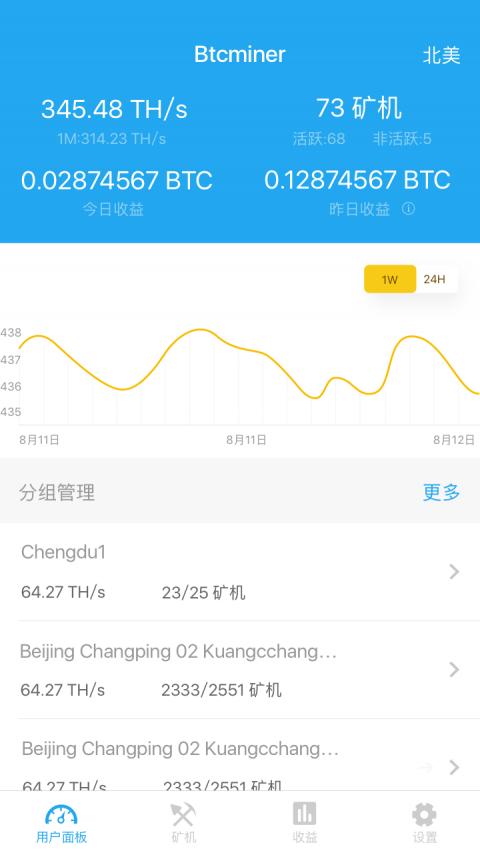 Btcminer
北美
345.48 TH/s
73 矿机
1M:314.23 TH/s
活跃:68 非活跃:5
0.02874567 BTC
0.12874567 BTC
今日收益
昨日收益
1W 24H
438
437
436
435
8月11日 8月11日 8月12日
分组管理
更多
Chengdu1
64.27 TH/s 23/25 矿机
Beijing Changping 02 Kuangcchang...
64.27 TH/s 2333/2551 矿机
Beijing Changping 02 Kuangcchang...
64.27 TH/s 2333/2551 矿机
用户面板 矿机 收益 设置